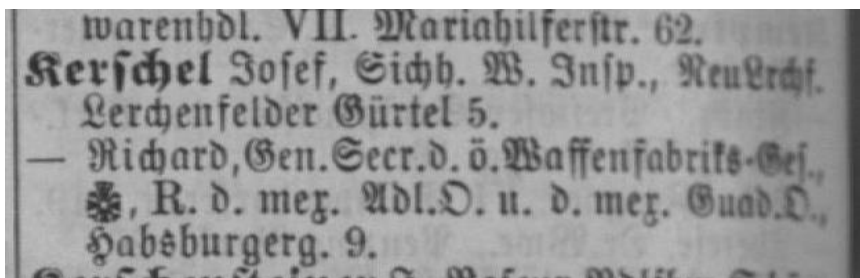 warenhdl. VII. Mariahilferstr. 62.
Kerschel Josef, Sichh. W. Insp., NeuLrchf.
Lerchenfelder Gürtel 5.
— Richard, Gen. Secr. d. ö. Waffenfabriks-Ges.,
, R. d. mex. Adl.O. u. d. mex. Guad.O.,
Habsburgerg. 9.